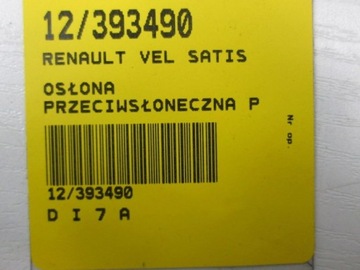 12/393490
RENAULT VEL SATIS
OSŁONA
PRZECIWSŁONECZNA P
Nr op.
12/393490
D I 7 A